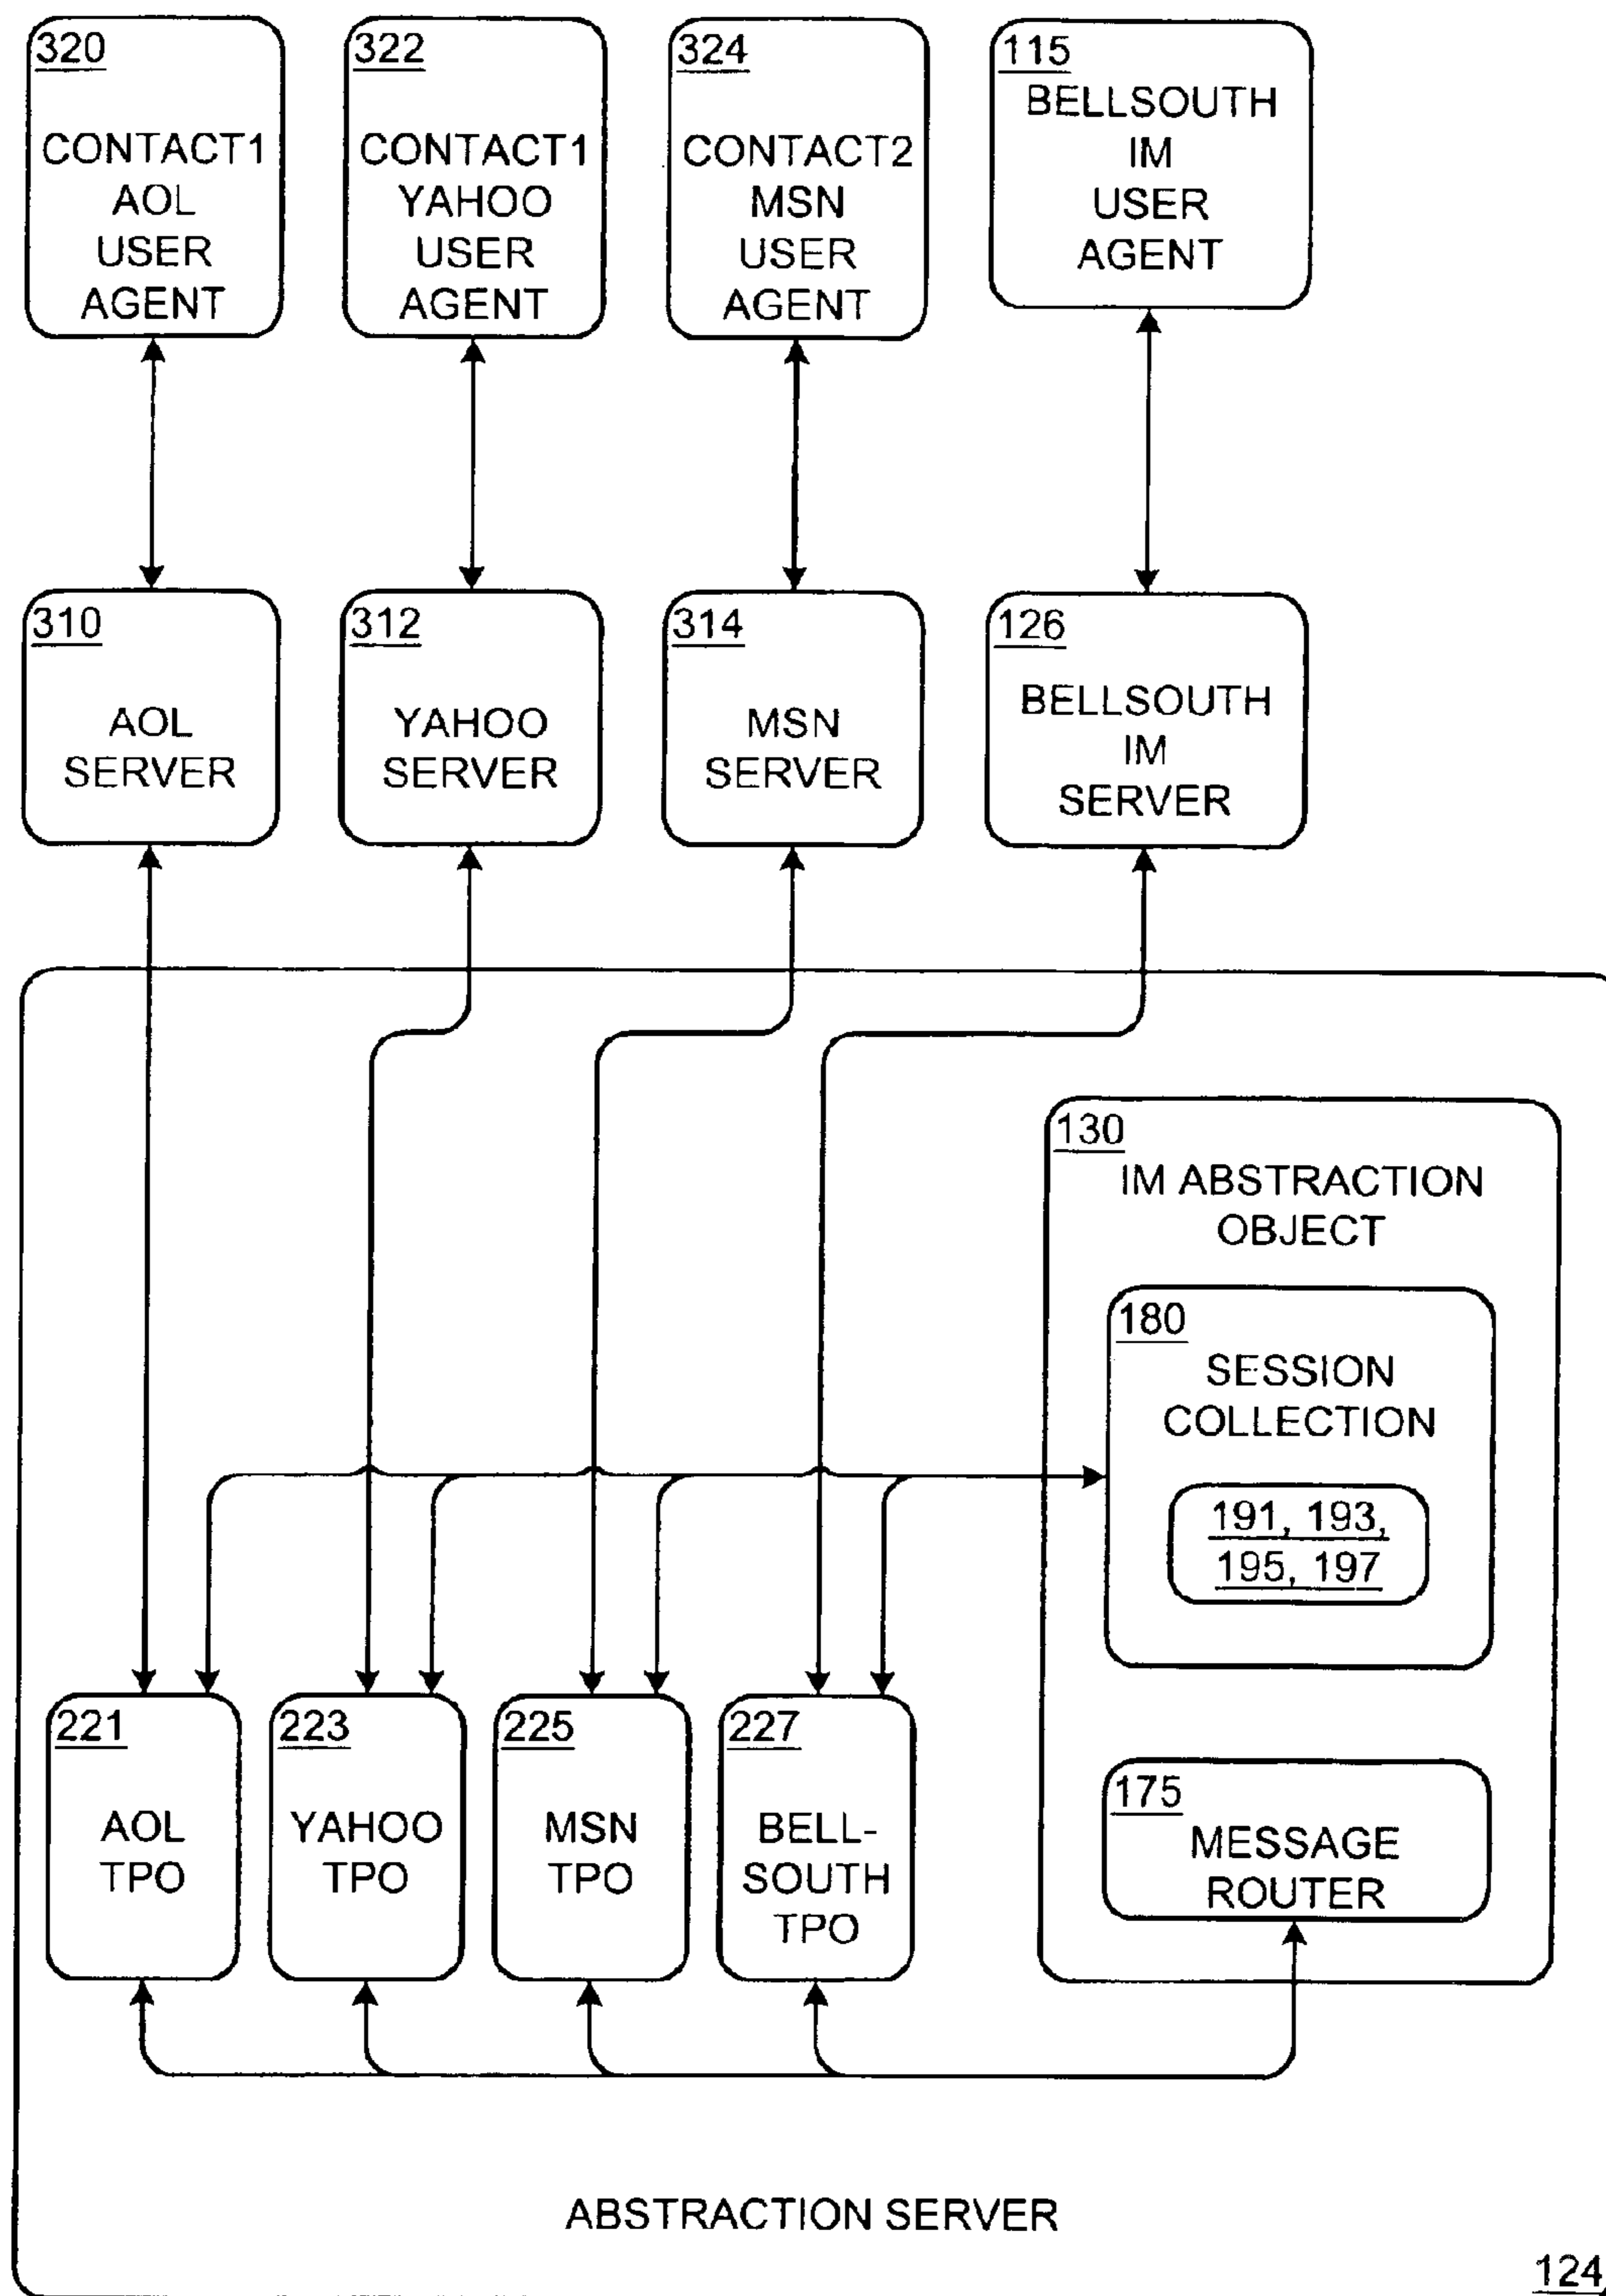 320
CONTACT1
AOL
USER
AGENT
322
CONTACT1
YAHOO
USER
AGENT
324
CONTACT2
MSN
USER
AGENT
115
BELLSOUTH
IM
USER
AGENT
310
AOL
SERVER
312
YAHOO
SERVER
314
MSN
SERVER
126
BELLSOUTH
IM
SERVER
130
IM ABSTRACTION
OBJECT
180
SESSION
COLLECTION
191, 193,
195, 197
221
AOL
TPO
223
YAHOO
TPO
225
MSN
TPO
227
BELL-
SOUTH
TPO
175
MESSAGE
ROUTER
ABSTRACTION SERVER
124